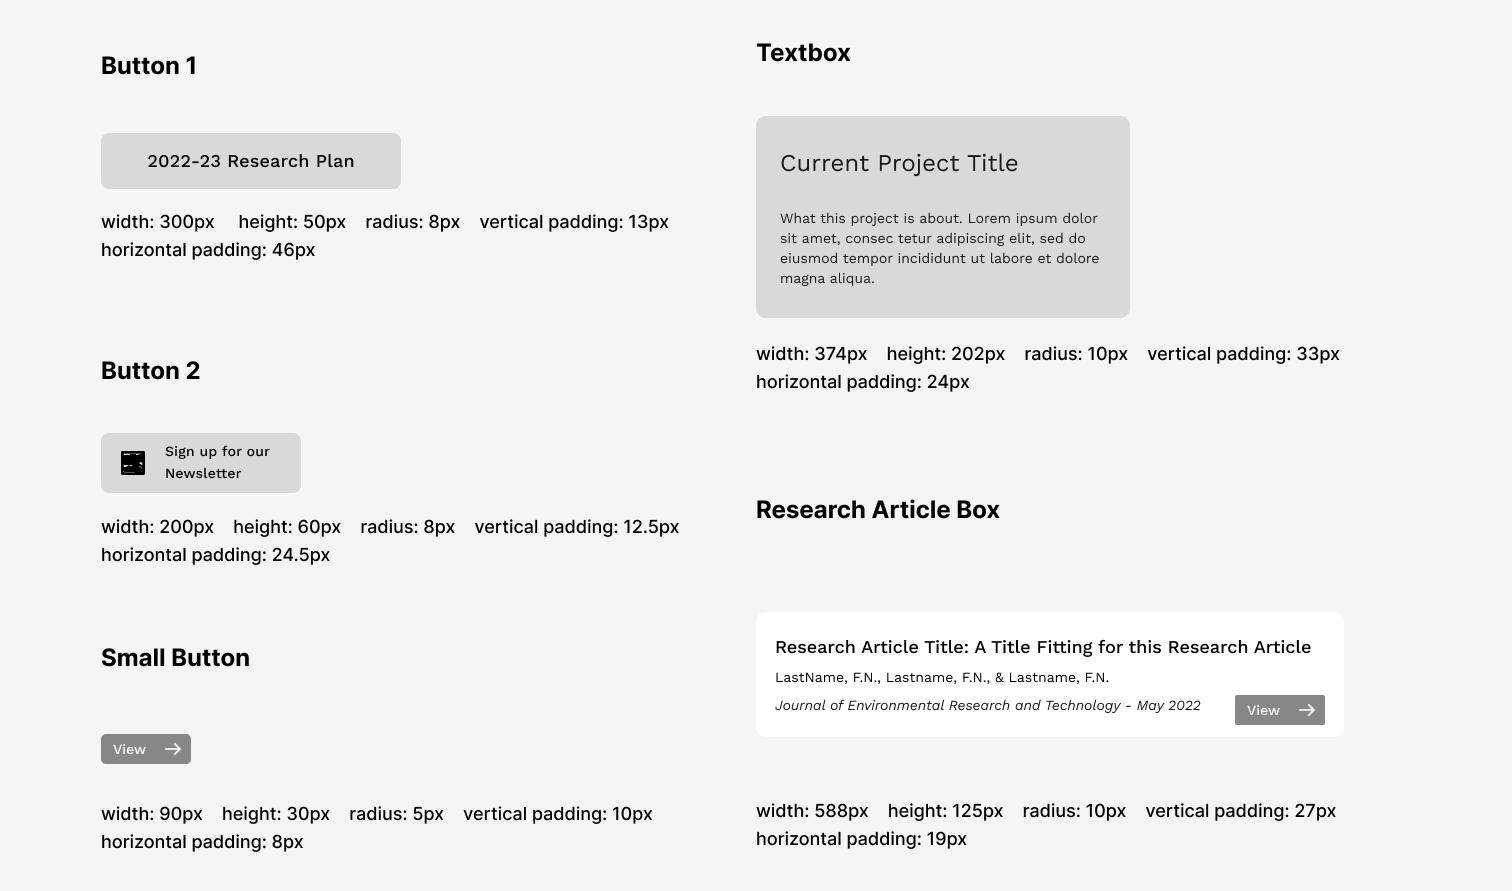 Button 1
2022-23 Research Plan
width: 300px height: 50px radius: 8px vertical padding: 13px
horizontal padding: 46px
Button 2
Sign up for our
Newsletter
width: 200px height: 60px radius: 8px vertical padding: 12.5px
horizontal padding: 24.5px
Small Button
View
width: 90px height: 30px radius: 5px vertical padding: 10px
horizontal padding: 8px
Textbox
Current Project Title
What this project is about. Lorem ipsum dolor
sit amet, consec tetur adipiscing elit, sed do
eiusmod tempor incididunt ut labore et dolore
magna aliqua.
width: 374px height: 202px radius: 10px vertical padding: 33px
horizontal padding: 24px
Research Article Box
Research Article Title: A Title Fitting for this Research Article
LastName, F.N., Lastname, F.N., & Lastname, F.N.
Journal of Environmental Research and Technology - May 2022
View
width: 588px height: 125px radius: 10px vertical padding: 27px
horizontal padding: 19px